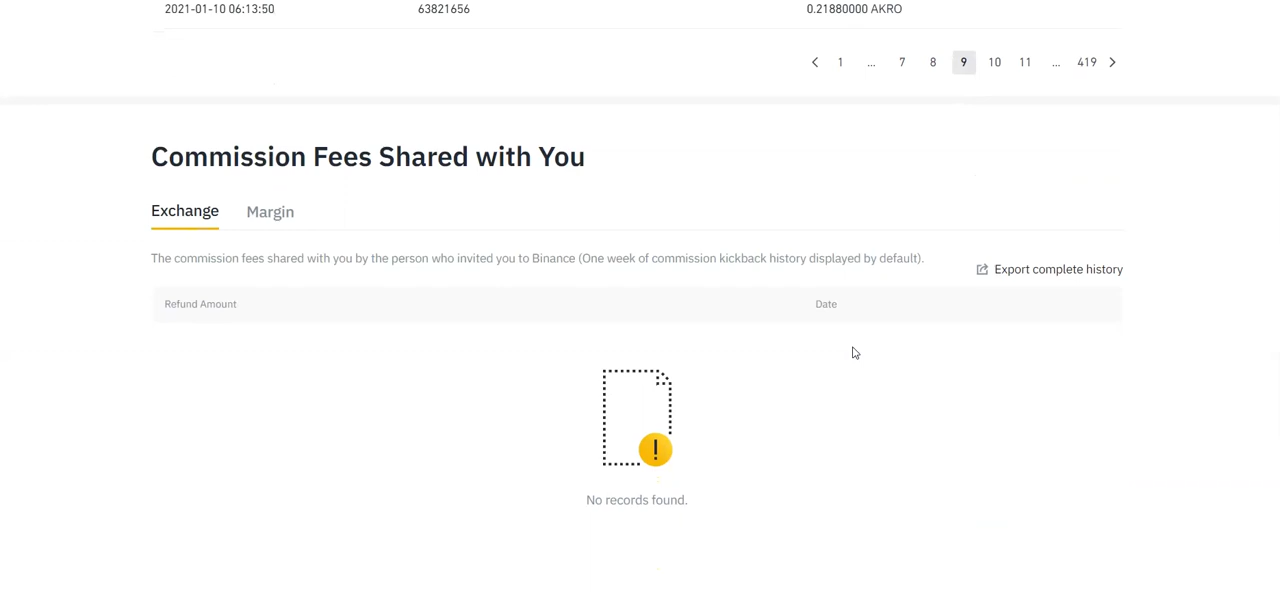 2021-01-10 06:13:50 63821656 0.21880000 AKRO
1 ... 7 8 9 10 11 ... 419
Commission Fees Shared with You
Exchange Margin
The commission fees shared with you by the person who invited you to Binance (One week of commission kickback history displayed by default).
Export complete history
Refund Amount Date
No records found.